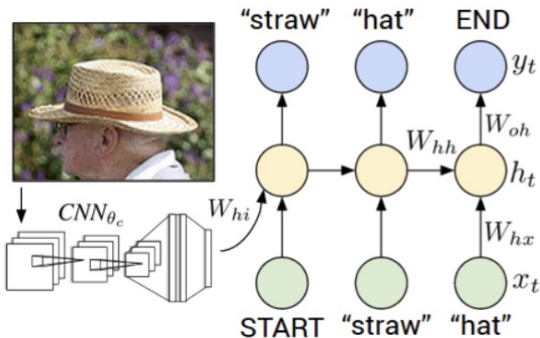 "straw" "hat" END
y_t
W_hh W_oh
h_t
CNN_θc
W_hi
W_hx
x_t
START "straw" "hat"